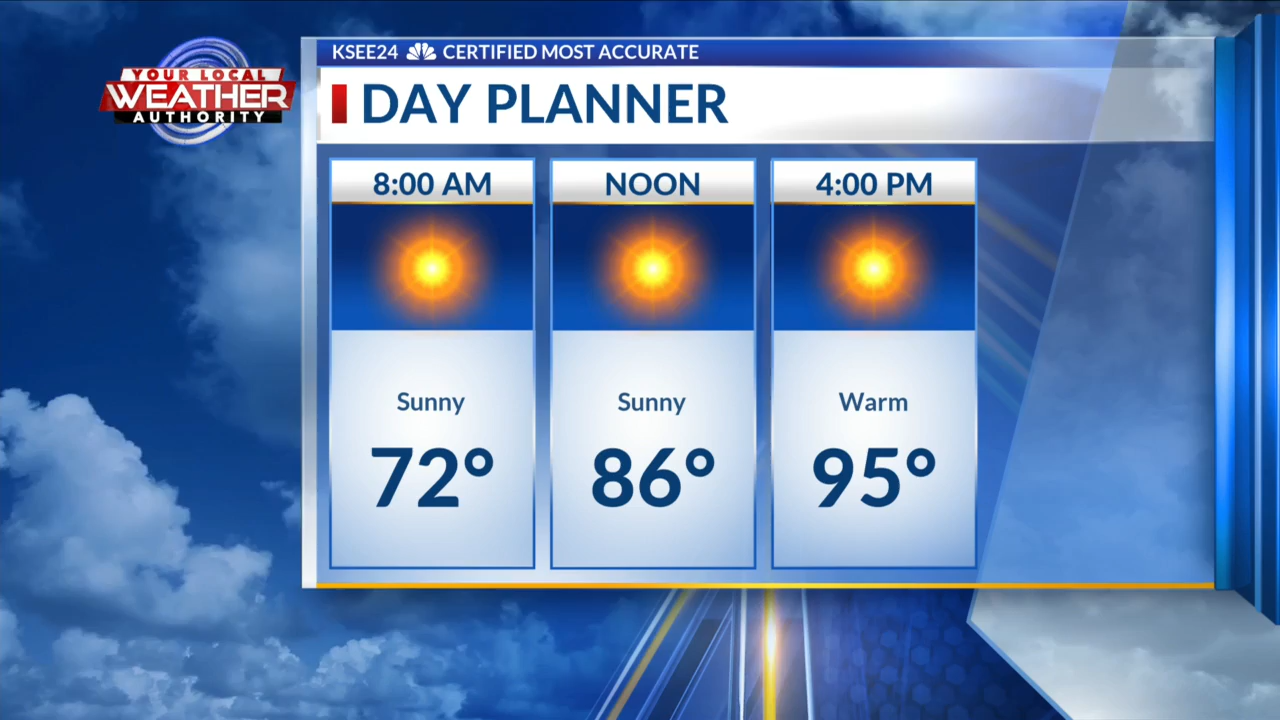 YOUR LOCAL
WEATHER
AUTHORITY
KSEE24 CERTIFIED MOST ACCURATE
DAY PLANNER
8:00 AM NOON 4:00 PM
Sunny Sunny Warm
72° 86° 95°